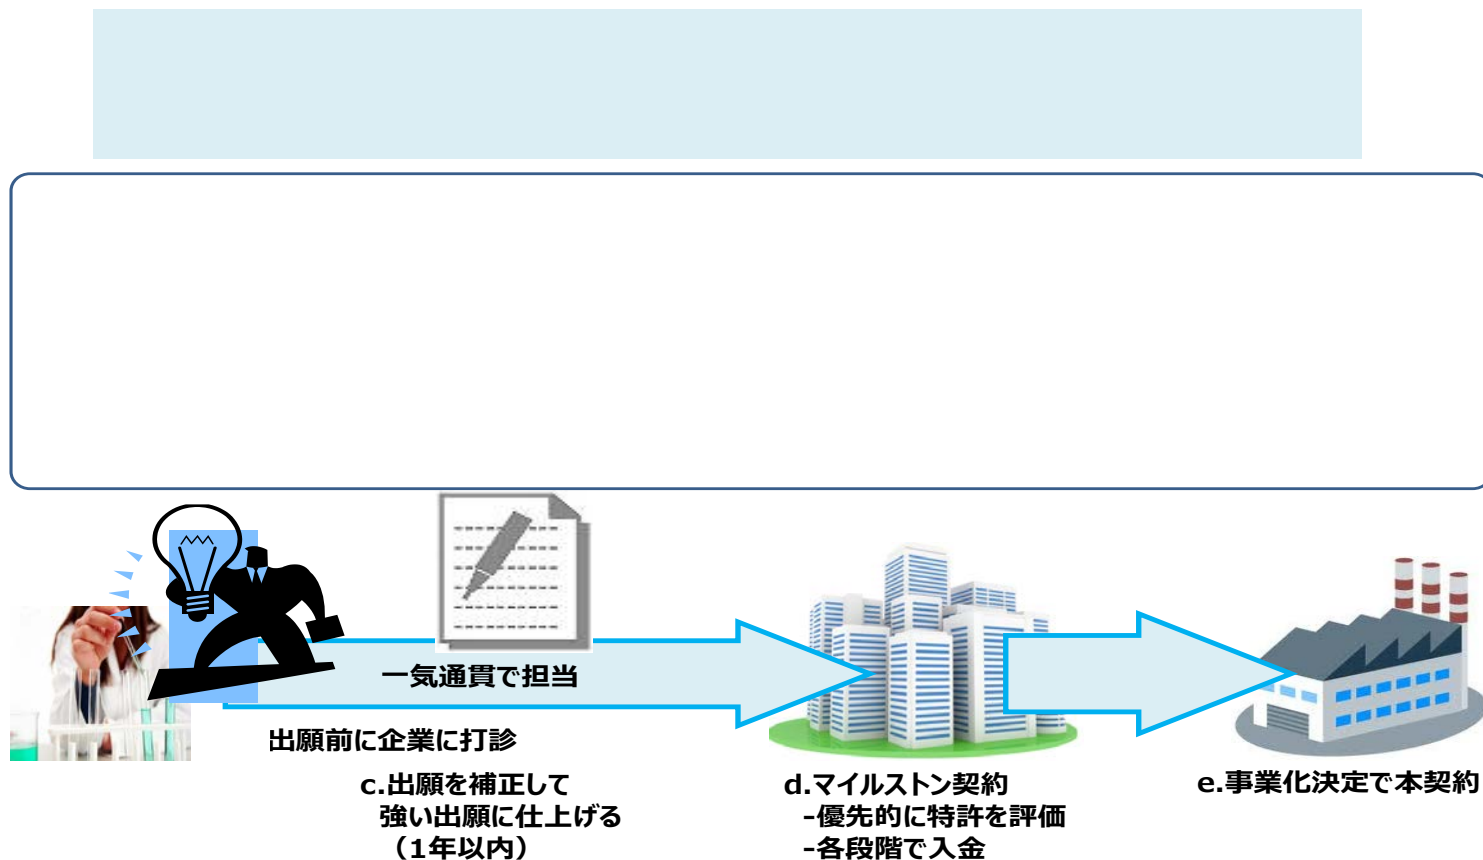 一気通貫で担当
出願前に企業に打診
c.出願を補正して
強い出願に仕上げる
（1年以内）
d.マイルストン契約
-優先的に特許を評価
-各段階で入金
e.事業化決定で本契約